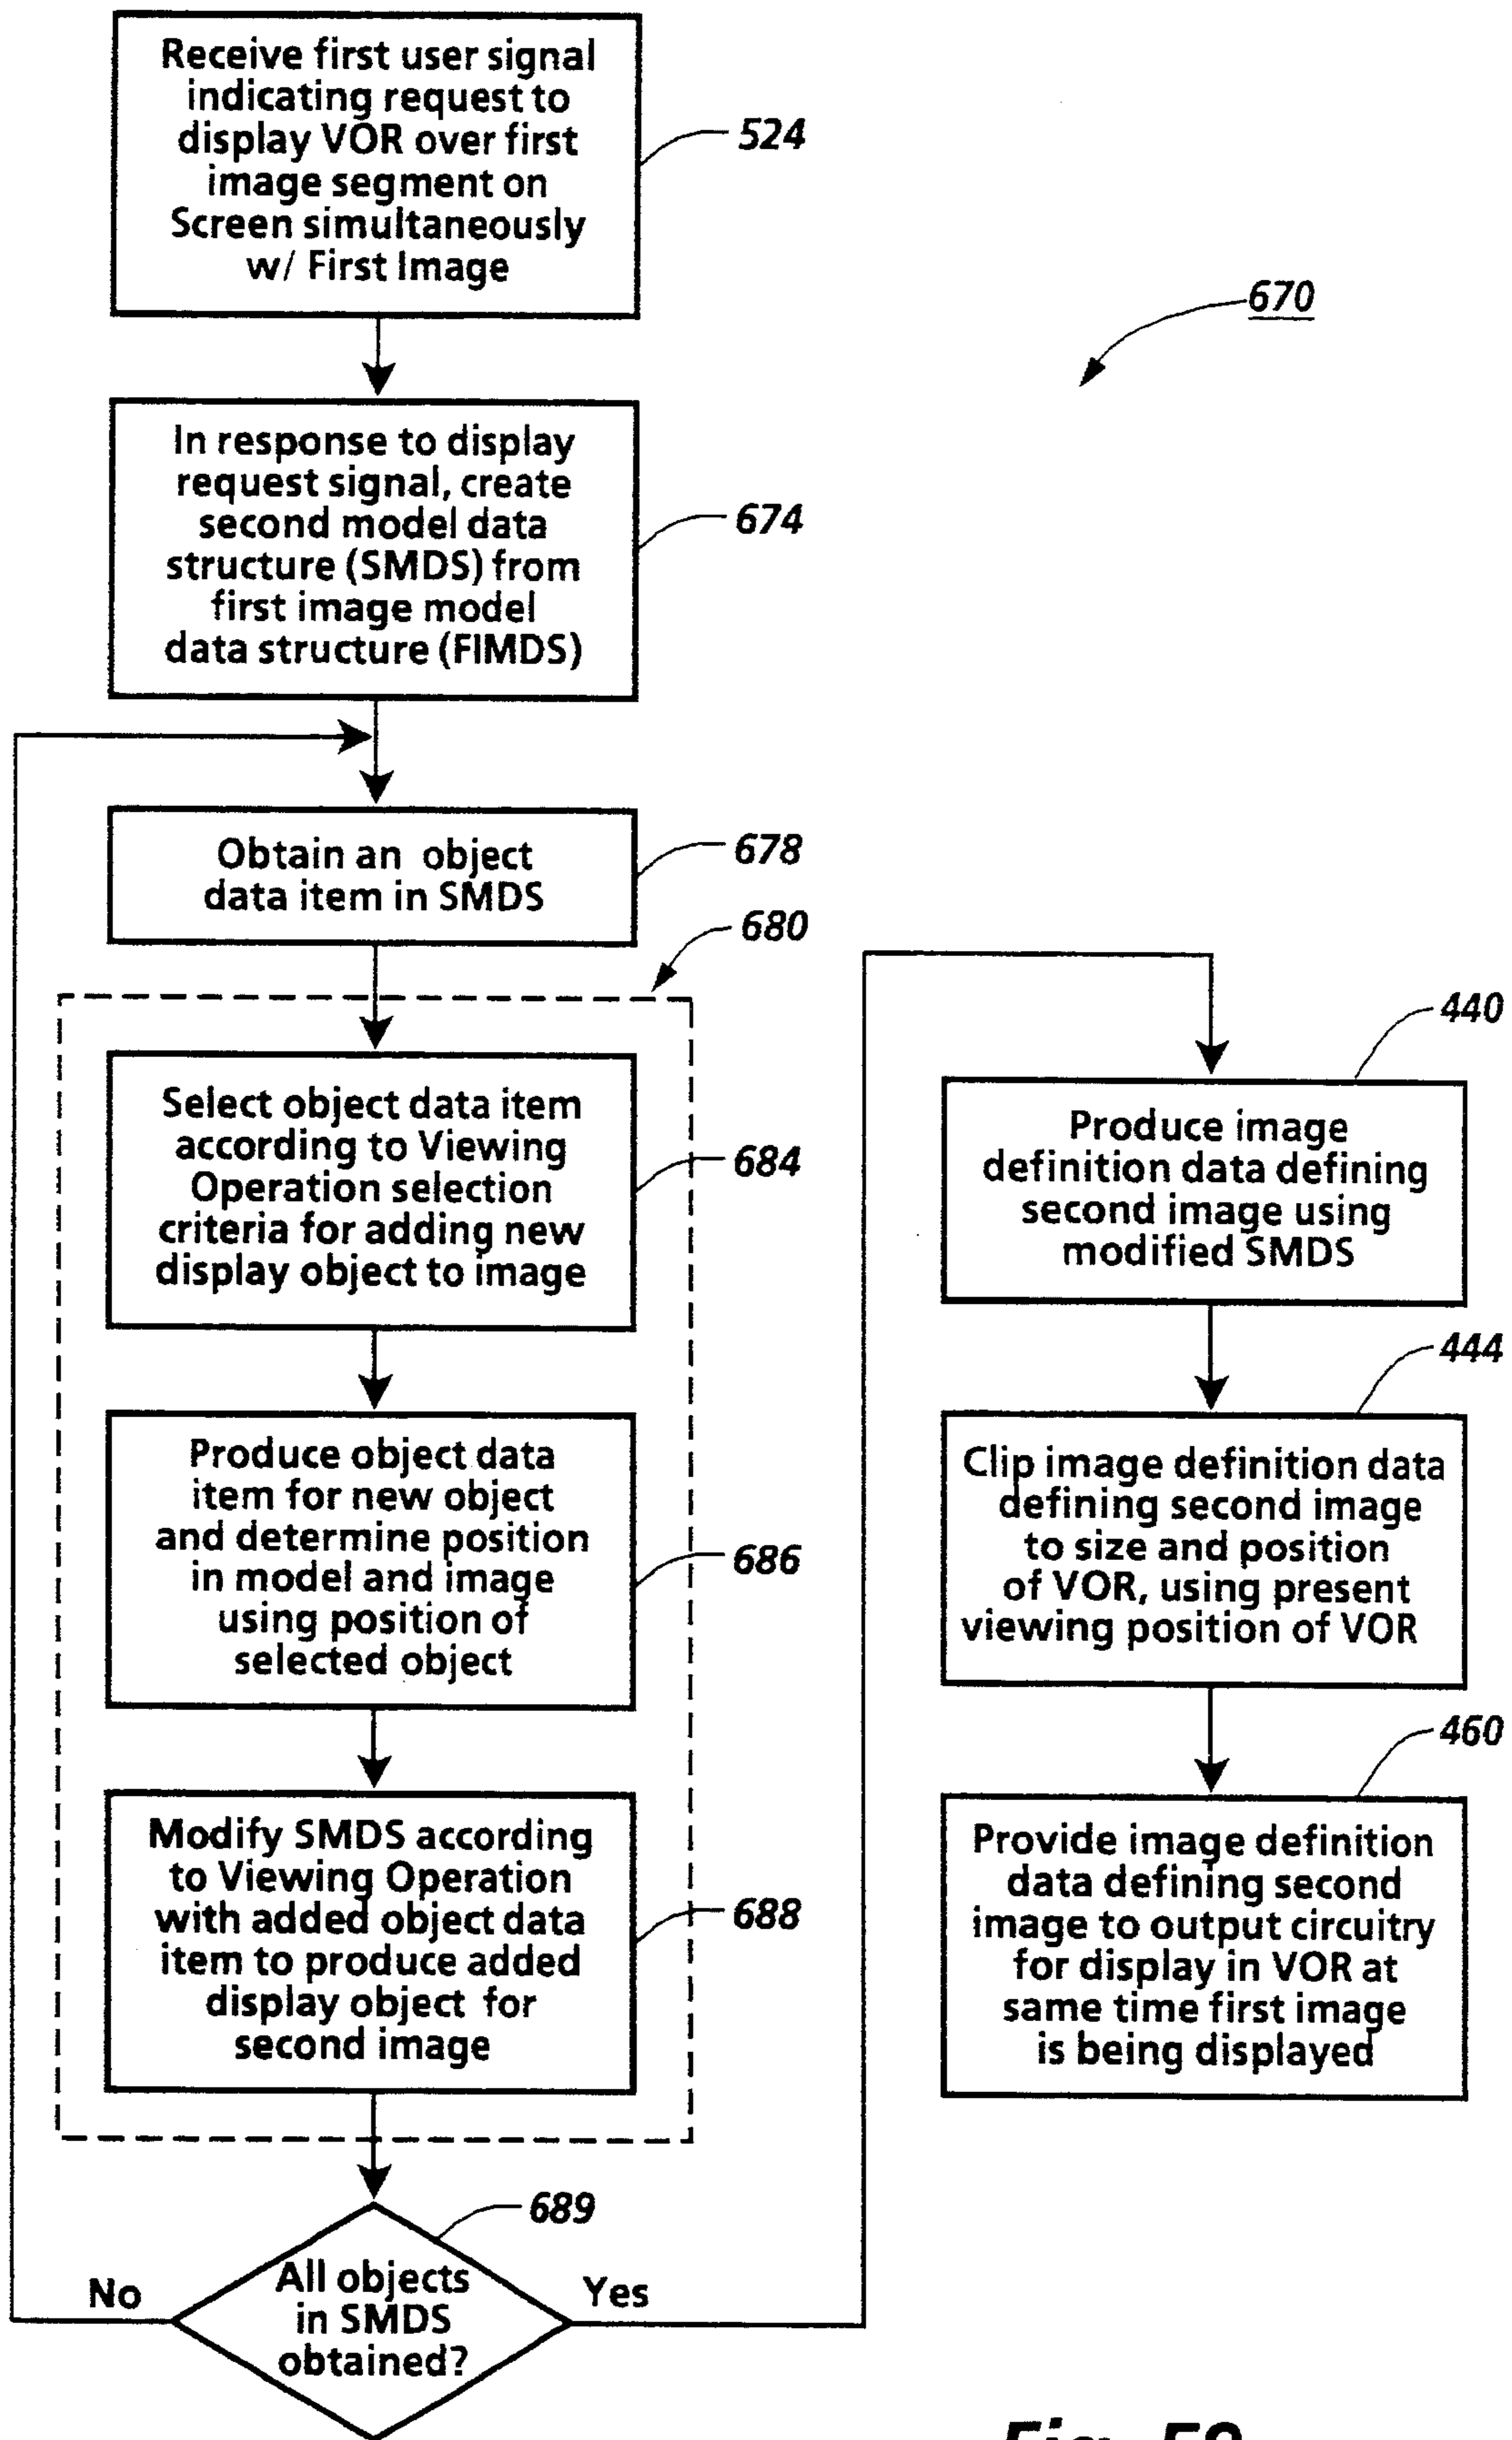 Receive first user signal
indicating request to
display VOR over first
image segment on
Screen simultaneously
w/ First Image
524
670
In response to display
request signal, create
second model data
structure (SMDS) from
first image model
data structure (FIMDS)
674
Obtain an object
data item in SMDS
678
680
Select object data item
according to Viewing
Operation selection
criteria for adding new
display object to image
684
Produce object data
item for new object
and determine position
in model and image
using position of
selected object
686
Modify SMDS according
to Viewing Operation
with added object data
item to produce added
display object for
second image
688
689
All objects
in SMDS
obtained?
No
Yes
440
Produce image
definition data defining
second image using
modified SMDS
444
Clip image definition data
defining second image
to size and position
of VOR, using present
viewing position of VOR
460
Provide image definition
data defining second
image to output circuitry
for display in VOR at
same time first image
is being displayed
Fig.